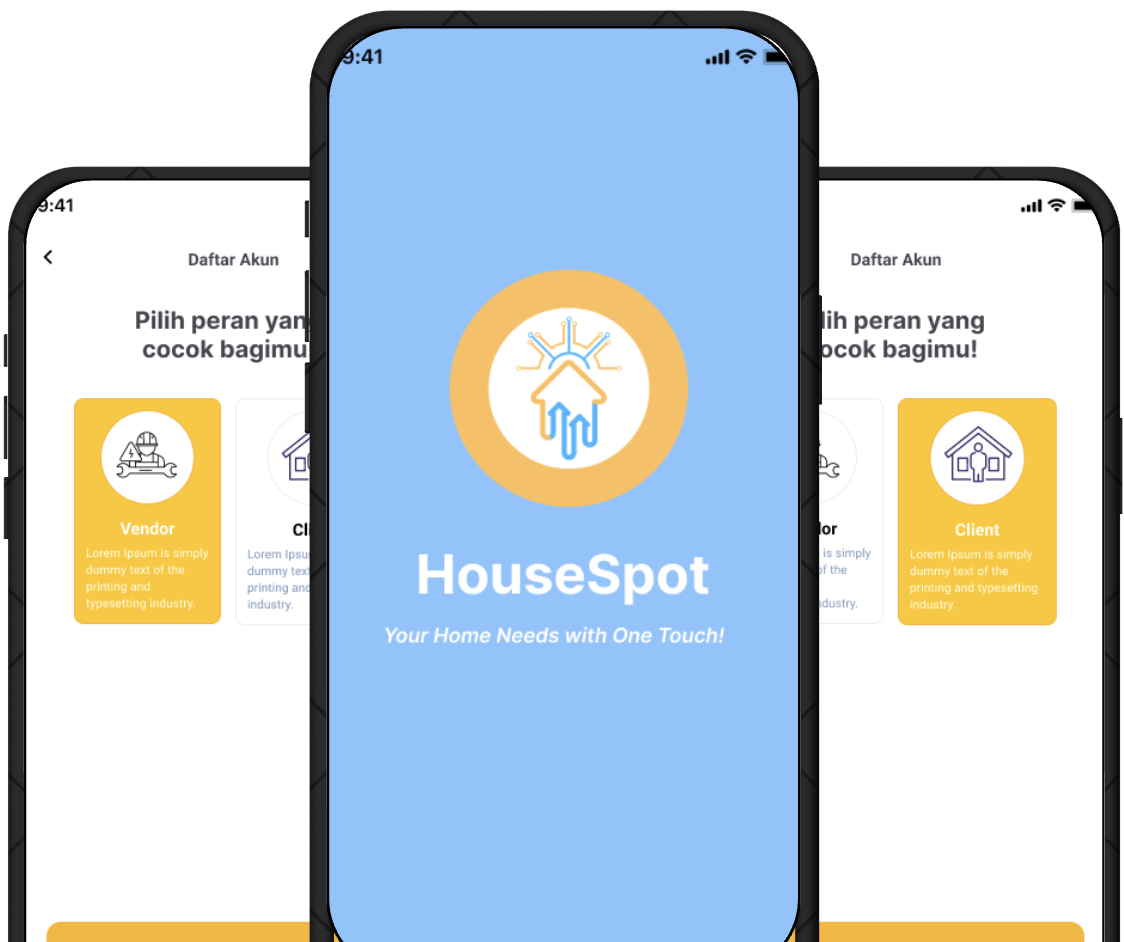 9:41
Daftar Akun
Pilih peran yan
cocok bagimu
Vendor
Lorem Ipsum is simply
dummy text of the
printing and
typesetting industry.
Cli
Lorem Ipsu
dummy text
printing and
industry.
9:41
HouseSpot
Your Home Needs with One Touch!
Daftar Akun
lih peran yang
ocok bagimu!
dor
is simply
of the
ndustry.
Client
Lorem Ipsum is simply
dummy text of the
printing and typesetting
industry.